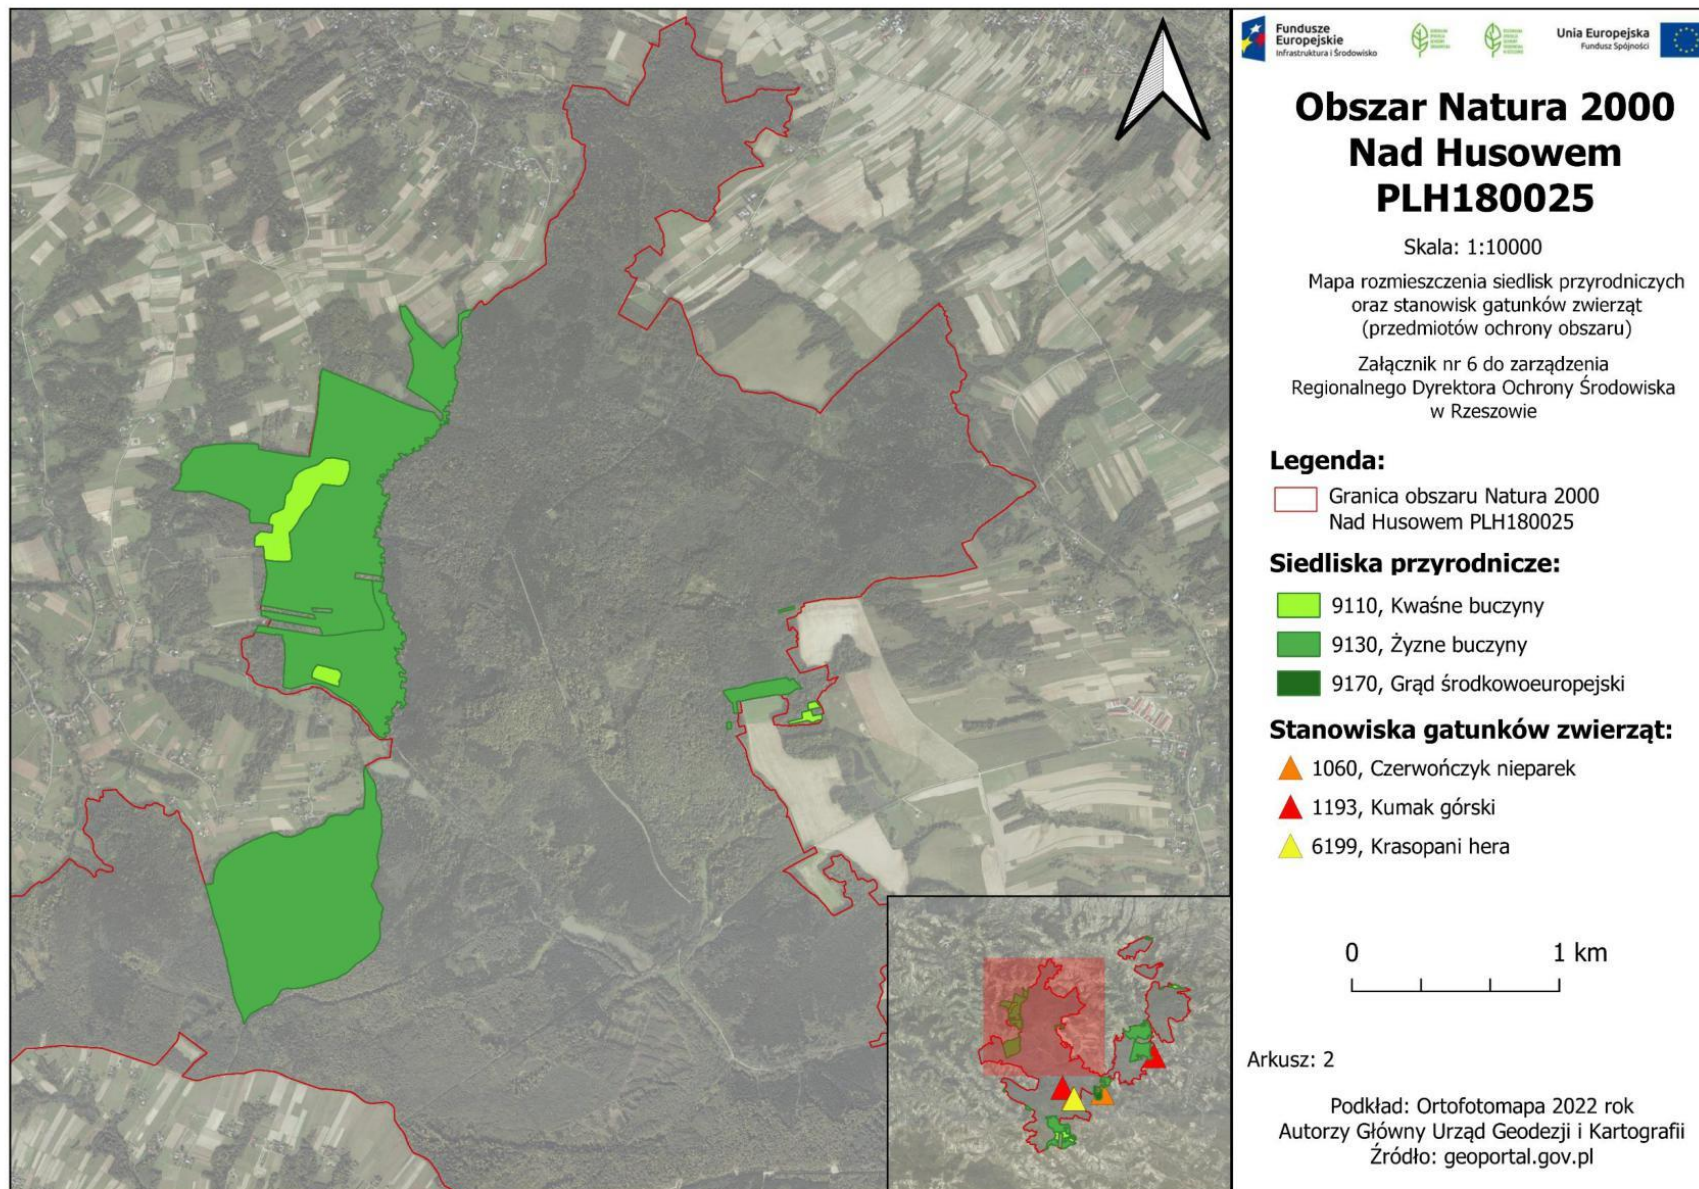 Fundusze
Europejskie
Infrastruktura i Środowisko
Unia Europejska
Fundusz Spójności
Obszar Natura 2000
Nad Husowem
PLH180025
Skala: 1:10000
Mapa rozmieszczenia siedlisk przyrodniczych
oraz stanowisk gatunków zwierząt
(przedmiotów ochrony obszaru)
Załącznik nr 6 do zarządzenia
Regionalnego Dyrektora Ochrony Środowiska
w Rzeszowie
Legenda:
Granica obszaru Natura 2000
Nad Husowem PLH180025
Siedliska przyrodnicze:
9110, Kwaśne buczyny
9130, Żyzne buczyny
9170, Grąd środkowoeuropejski
Stanowiska gatunków zwierząt:
1060, Czerwończyk nieparek
1193, Kumak górski
6199, Krasopani hera
0 1 km
Arkusz: 2
Podkład: Ortofotomapa 2022 rok
Autorzy Główny Urząd Geodezji i Kartografii
Źródło: geoportal.gov.pl